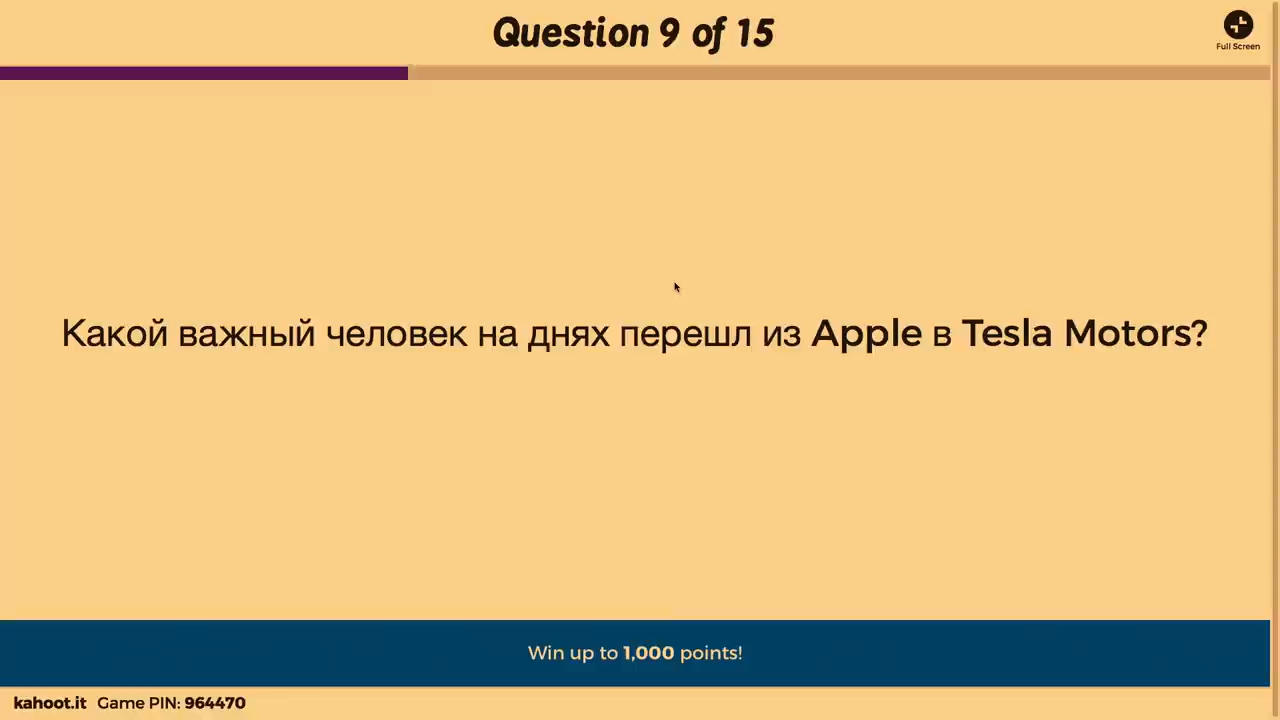 Question 9 of 15
Full Screen
Какой важный человек на днях перешл из Apple в Tesla Motors?
Win up to 1,000 points!
kahoot.it Game PIN: 964470